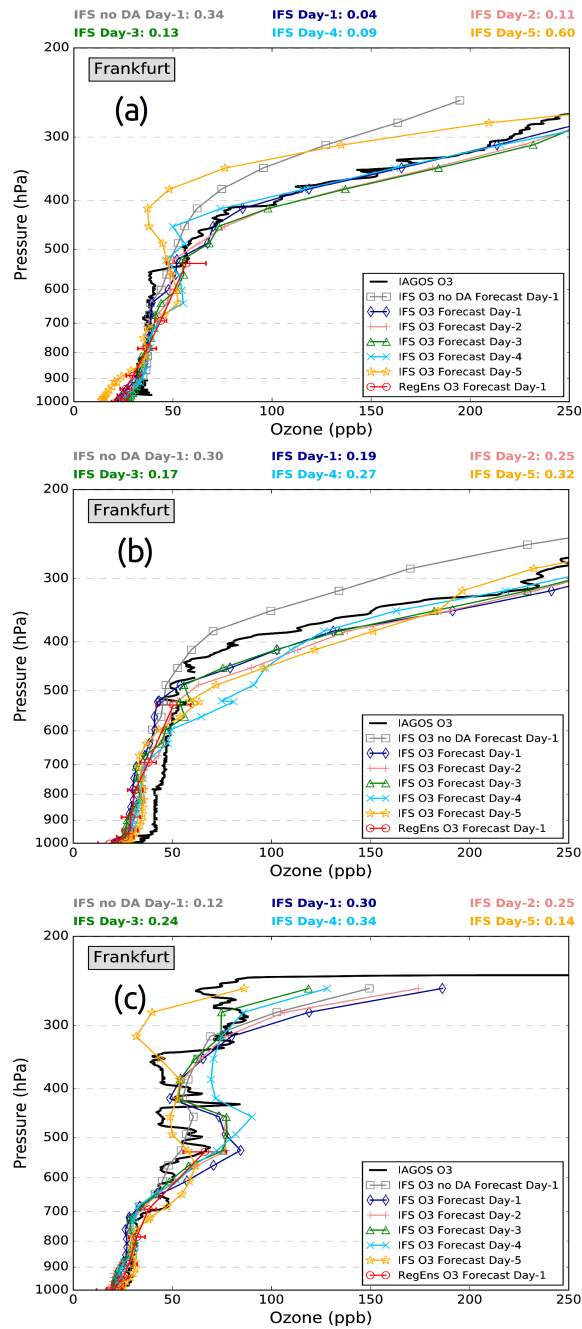 IFS no DA Day-1: 0.34 IFS Day-1: 0.04 IFS Day-2: 0.11
IFS Day-3: 0.13 IFS Day-4: 0.09 IFS Day-5: 0.60
200
Frankfurt
(a)
300
400
500
600
700
800
900
1000
IAGOS O3
IFS O3 no DA Forecast Day-1
IFS O3 Forecast Day-1
IFS O3 Forecast Day-2
IFS O3 Forecast Day-3
IFS O3 Forecast Day-4
IFS O3 Forecast Day-5
RegEns O3 Forecast Day-1
0 50 100 150 200 250
Ozone (ppb)
Pressure (hPa)
IFS no DA Day-1: 0.30 IFS Day-1: 0.19 IFS Day-2: 0.25
IFS Day-3: 0.17 IFS Day-4: 0.27 IFS Day-5: 0.32
200
Frankfurt
(b)
300
400
500
600
700
800
900
1000
IAGOS O3
IFS O3 no DA Forecast Day-1
IFS O3 Forecast Day-1
IFS O3 Forecast Day-2
IFS O3 Forecast Day-3
IFS O3 Forecast Day-4
IFS O3 Forecast Day-5
RegEns O3 Forecast Day-1
0 50 100 150 200 250
Ozone (ppb)
Pressure (hPa)
IFS no DA Day-1: 0.12 IFS Day-1: 0.30 IFS Day-2: 0.25
IFS Day-3: 0.24 IFS Day-4: 0.34 IFS Day-5: 0.14
200
Frankfurt
(c)
300
400
500
600
700
800
900
1000
IAGOS O3
IFS O3 no DA Forecast Day-1
IFS O3 Forecast Day-1
IFS O3 Forecast Day-2
IFS O3 Forecast Day-3
IFS O3 Forecast Day-4
IFS O3 Forecast Day-5
RegEns O3 Forecast Day-1
0 50 100 150 200 250
Ozone (ppb)
Pressure (hPa)